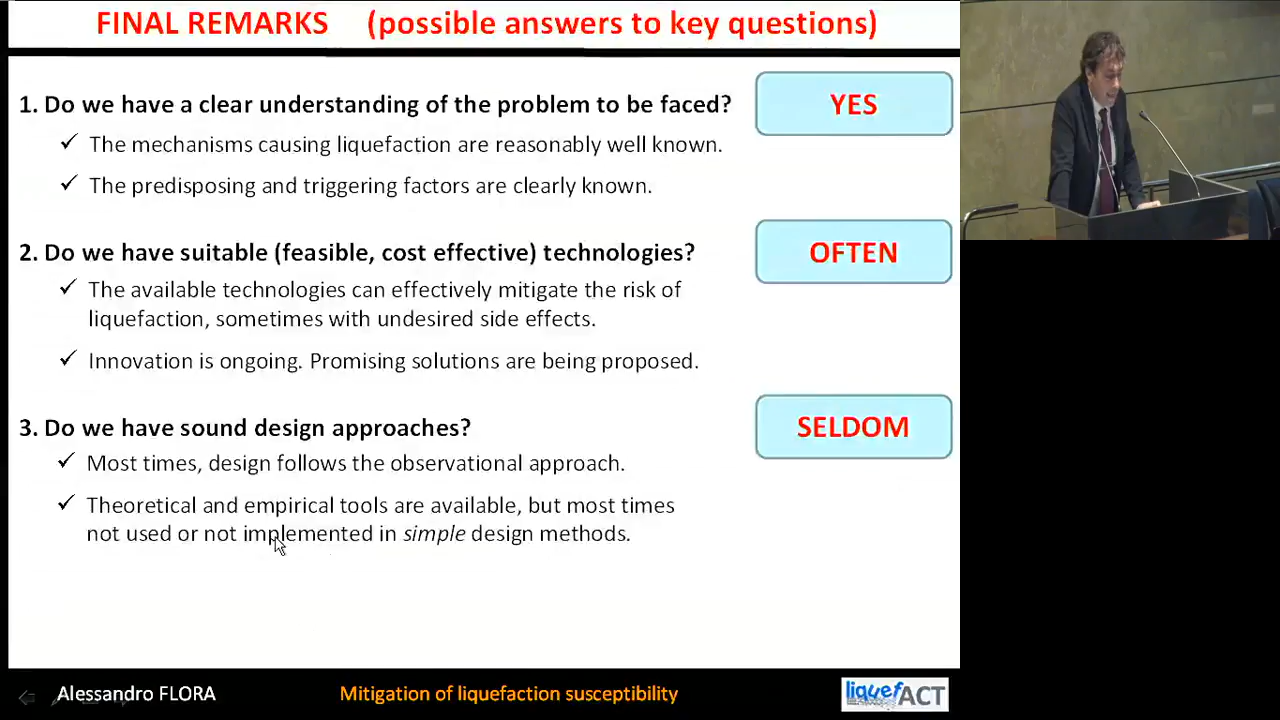 FINAL REMARKS (possible answers to key questions)
1. Do we have a clear understanding of the problem to be faced?
YES
✓ The mechanisms causing liquefaction are reasonably well known.
✓ The predisposing and triggering factors are clearly known.
2. Do we have suitable (feasible, cost effective) technologies?
OFTEN
✓ The available technologies can effectively mitigate the risk of
liquefaction, sometimes with undesired side effects.
✓ Innovation is ongoing. Promising solutions are being proposed.
3. Do we have sound design approaches?
SELDOM
✓ Most times, design follows the observational approach.
✓ Theoretical and empirical tools are available, but most times
not used or not implemented in simple design methods.
Alessandro FLORA
Mitigation of liquefaction susceptibility
liquefACT